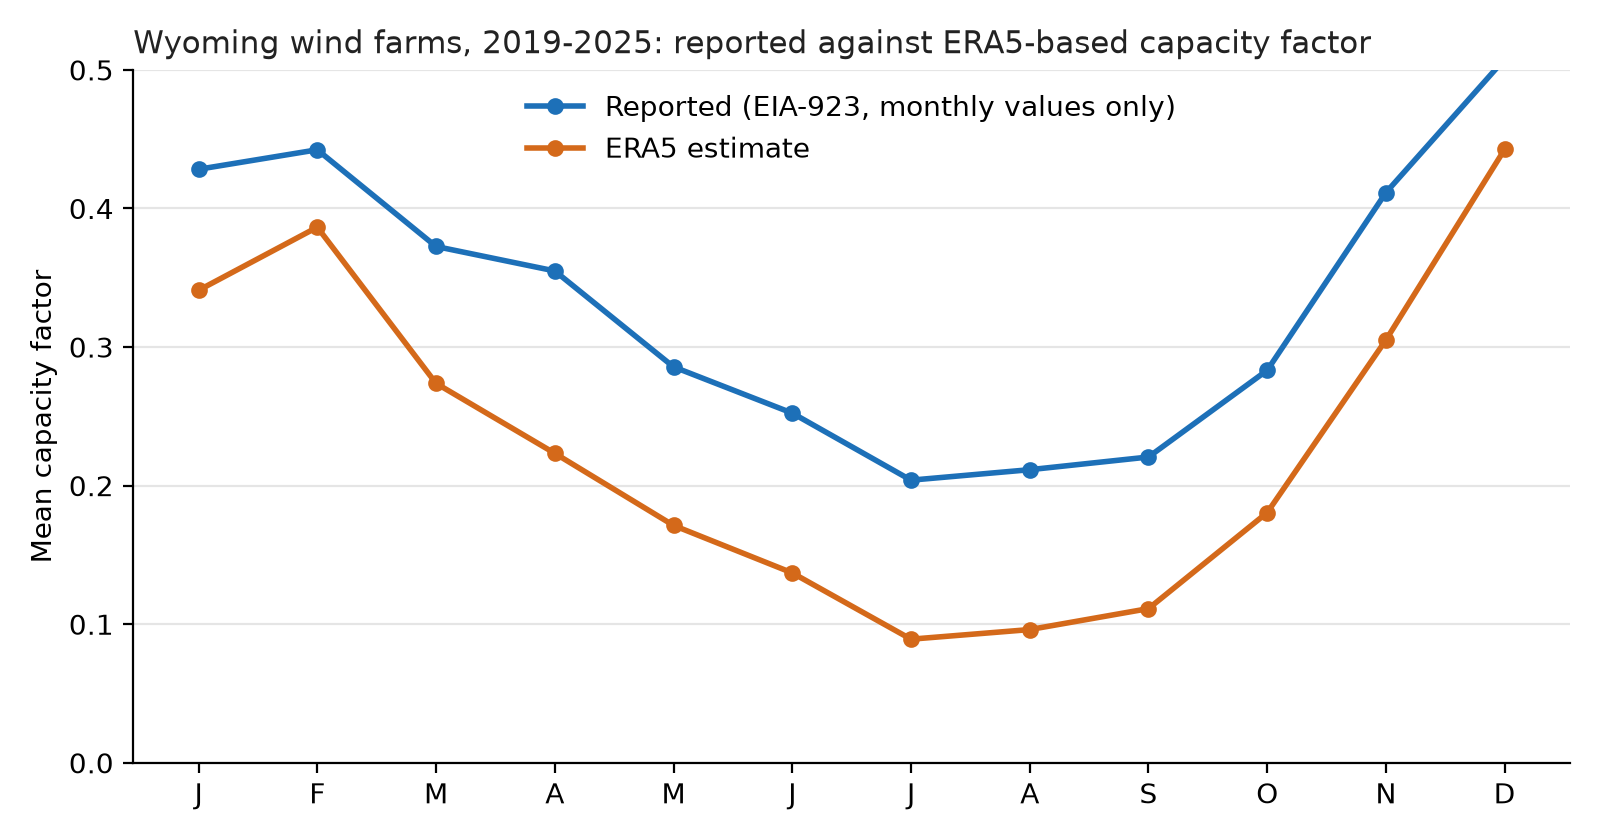 Wyoming wind farms, 2019-2025: reported against ERA5-based capacity factor
Reported (EIA-923, monthly values only)
ERA5 estimate
Mean capacity factor
0.5
0.4
0.3
0.2
0.1
0.0
J F M A M J J A S O N D